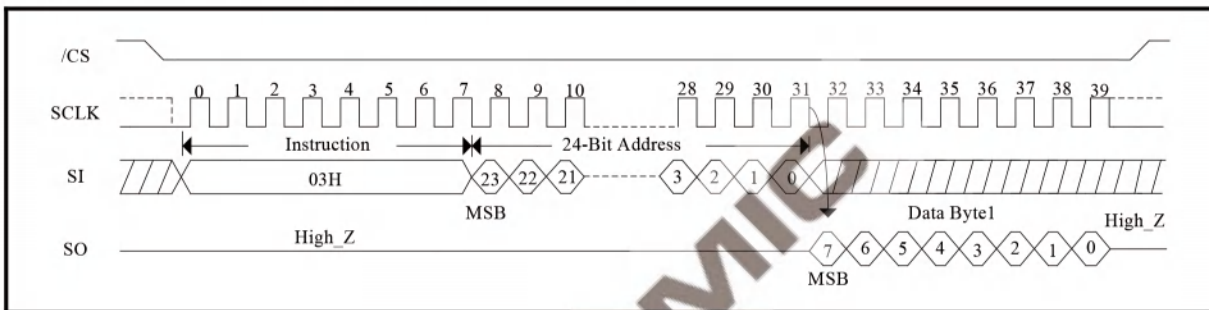 /CS
0 1 2 3 4 5 6 7 8 9 10 28 29 30 31 32 33 34 35 36 37 38 39
SCLK
Instruction 24-Bit Address
SI 03H 23 22 21 3 2 1 0
MSB Data Byte1
High_Z High_Z
SO 7 6 5 4 3 2 1 0
MSB
MIC